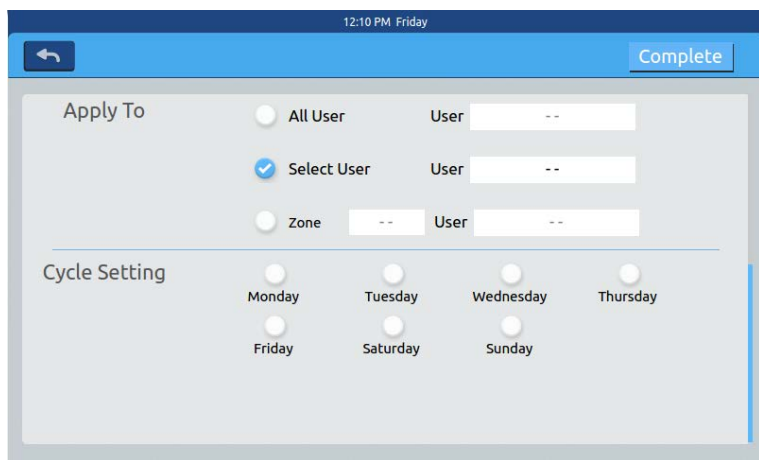 12:10 PM Friday
Complete
Apply To
All User User - -
Select User User - -
Zone - - User - -
Cycle Setting
Monday Tuesday Wednesday Thursday
Friday Saturday Sunday